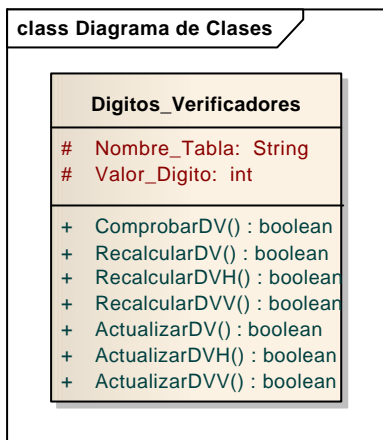 class Diagrama de Clases
Digitos_Verificadores
# Nombre_Tabla: String
# Valor_Digito: int
+ ComprobarDV() : boolean
+ RecalcularDV() : boolean
+ RecalcularDVH() : boolean
+ RecalcularDVV() : boolean
+ ActualizarDV() : boolean
+ ActualizarDVH() : boolean
+ ActualizarDVV() : boolean